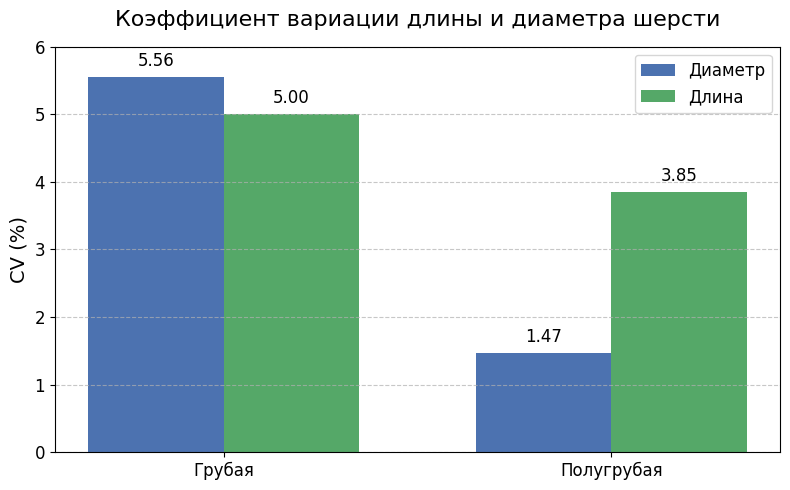 Коэффициент вариации длины и диаметра шерсти
CV (%)
6
5
4
3
2
1
0
5.56
5.00
1.47
3.85
Диаметр
Длина
Грубая
Полугрубая